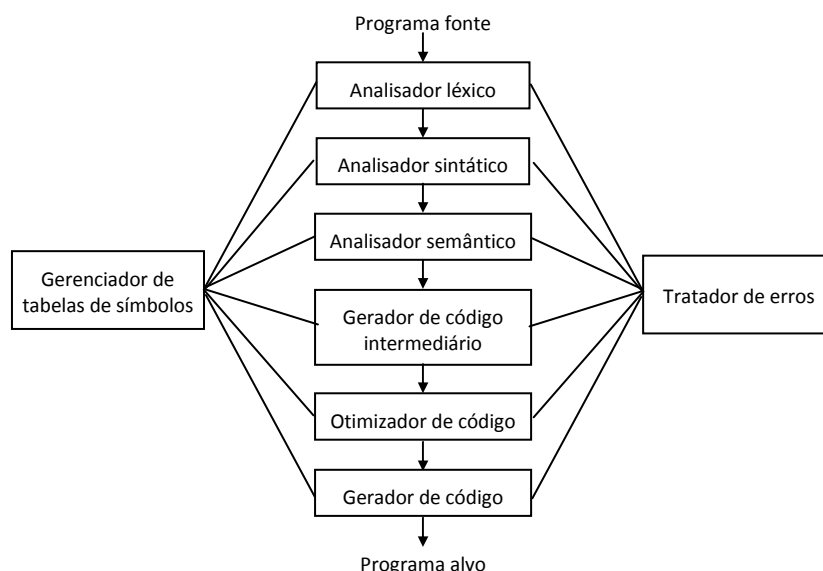 Programa fonte
Analisador léxico
Analisador sintático
Analisador semântico
Gerenciador de
tabelas de símbolos
Tratador de erros
Gerador de código
intermediário
Otimizador de código
Gerador de código
Programa alvo